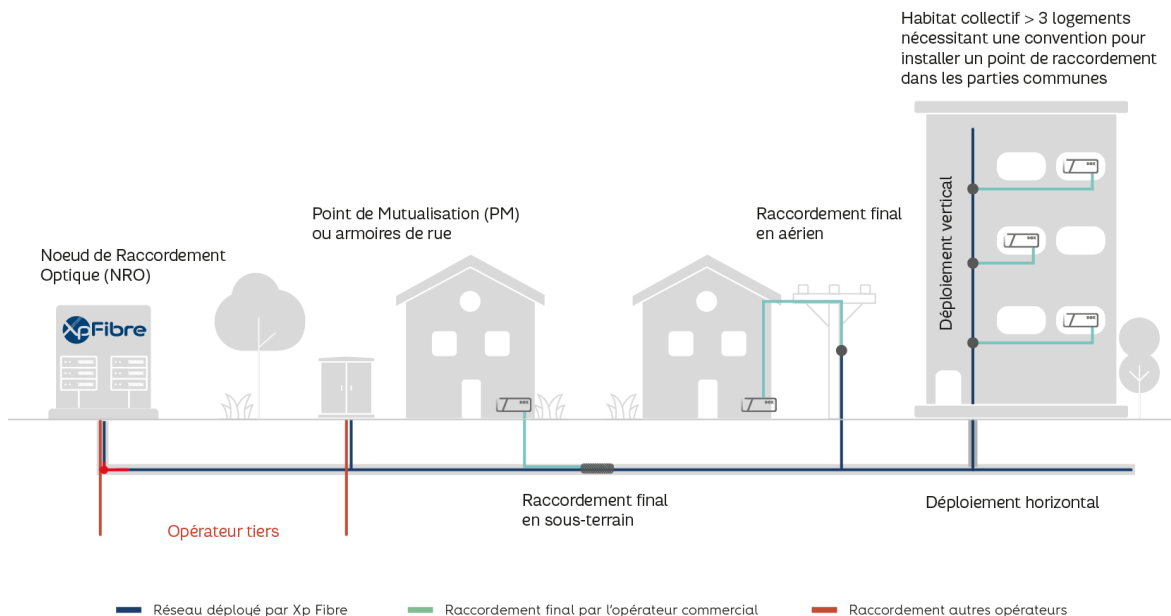 Habitat collectif > 3 logements
nécessitant une convention pour
installer un point de raccordement
dans les parties communes
Point de Mutualisation (PM)
ou armoires de rue
Raccordement final
en aérien
Noeud de Raccordement
Optique (NRO)
XpFibre
Déploiement vertical
Raccordement final
en sous-terrain
Déploiement horizontal
Opérateur tiers
Réseau déployé par Xp Fibre
Raccordement final par l'opérateur commercial
Raccordement autres opérateurs